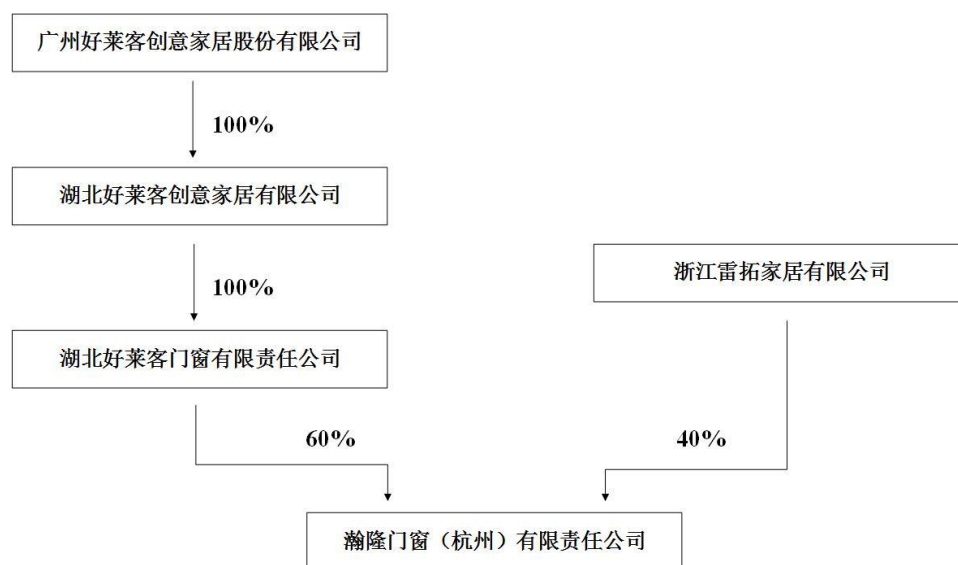 广州好莱客创意家居股份有限公司
100%
湖北好莱客创意家居有限公司
100%
浙江雷拓家居有限公司
湖北好莱客门窗有限责任公司
60%
40%
瀚隆门窗（杭州）有限责任公司